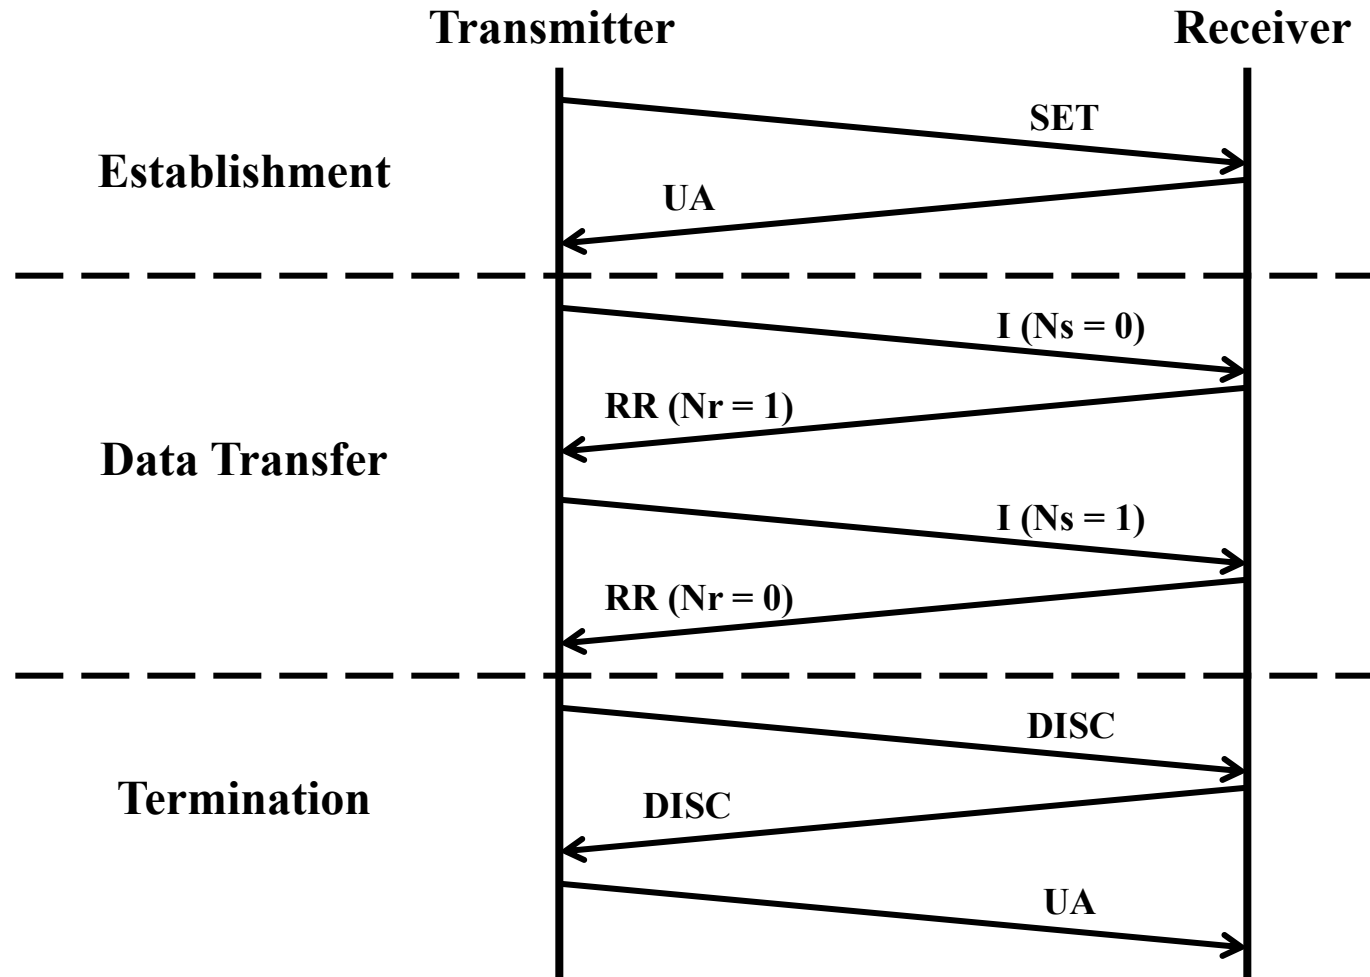 Transmitter
Receiver
SET
Establishment
UA
I (Ns = 0)
RR (Nr = 1)
Data Transfer
I (Ns = 1)
RR (Nr = 0)
DISC
Termination
DISC
UA